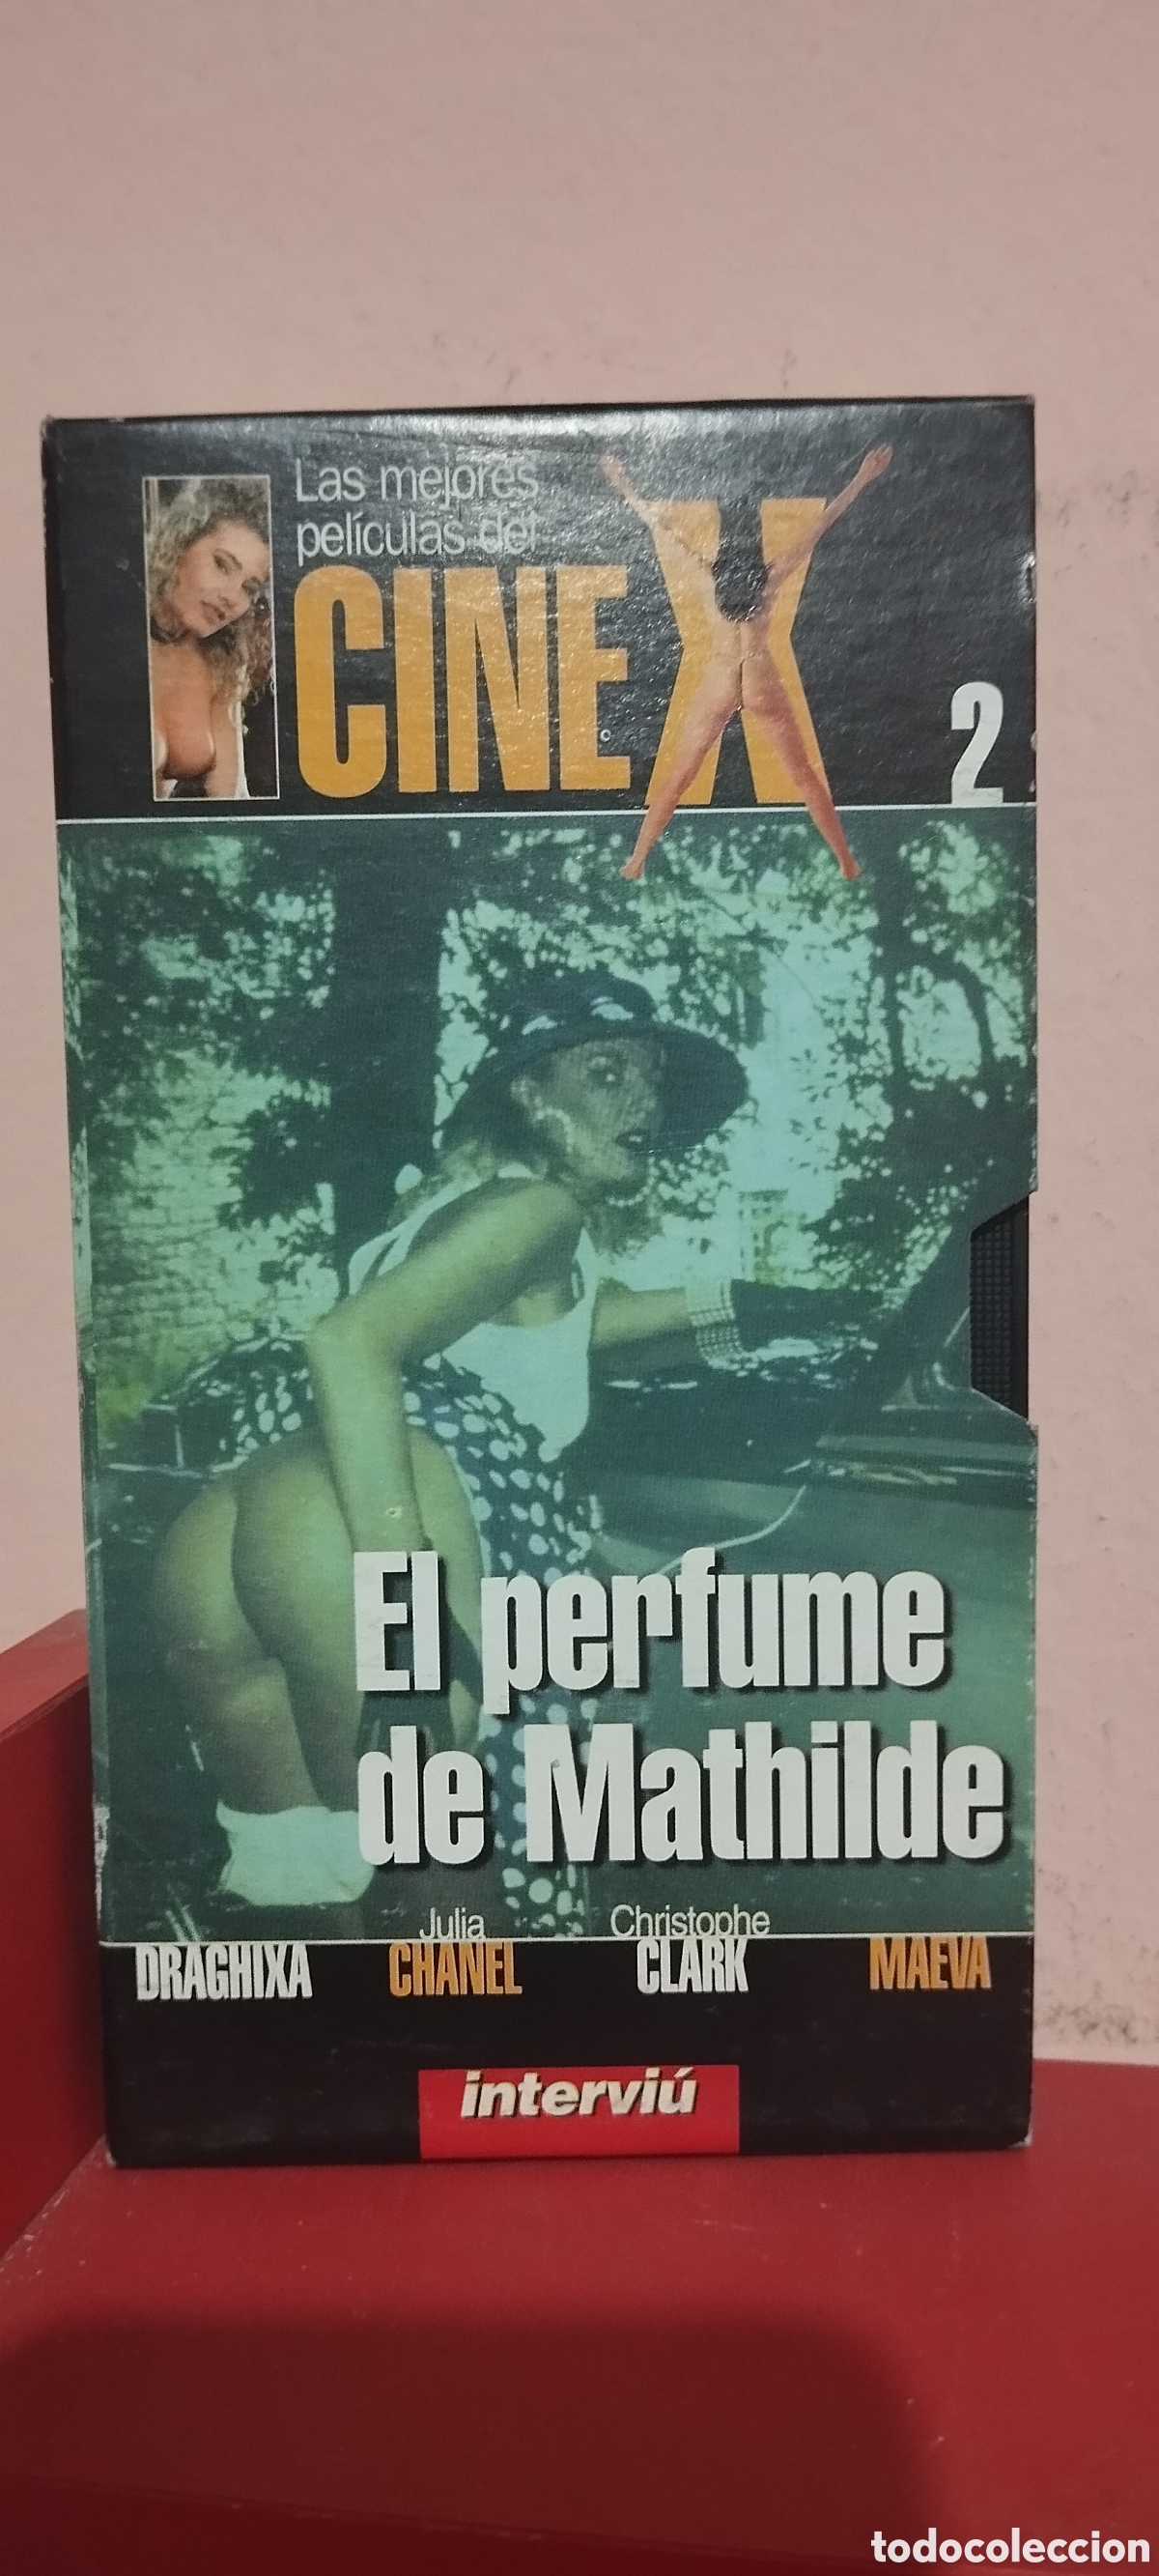 Las mejores
películas del
CINE X
2
El perfume
de Mathilde
Julia Christophe
DRAGHIXA CHANEL CLARK MAEVA
interviú
todocoleccion